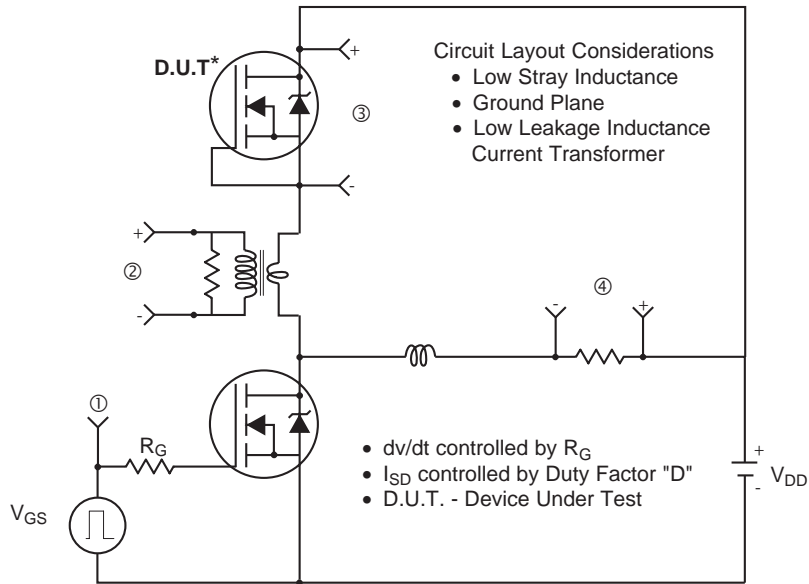 D.U.T*
+
Circuit Layout Considerations
• Low Stray Inductance
• Ground Plane
• Low Leakage Inductance
Current Transformer
③
-
+
②
-
④
- +
①
R_G
V_GS
• dv/dt controlled by R_G
• I_SD controlled by Duty Factor "D"
• D.U.T. - Device Under Test
+
V_DD
-